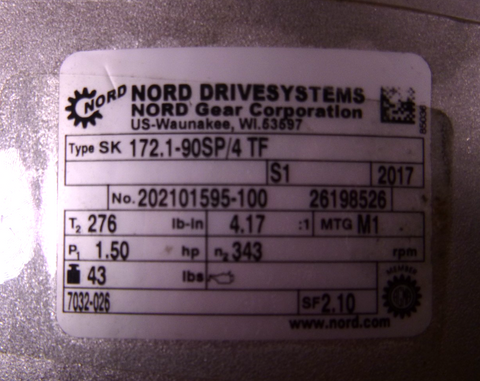 NORD
NORD DRIVESYSTEMS
NORD Gear Corporation
US-Waunakee, WI.53597
Type SK 172.1-90SP/4 TF
S1 2017
No. 202101595-100 26198526
T2 276 lb-in 4.17 :1 MTG M1
P1 1.50 hp n2 343 rpm
43 lbs
7032-026 SF 2.10
www.nord.com